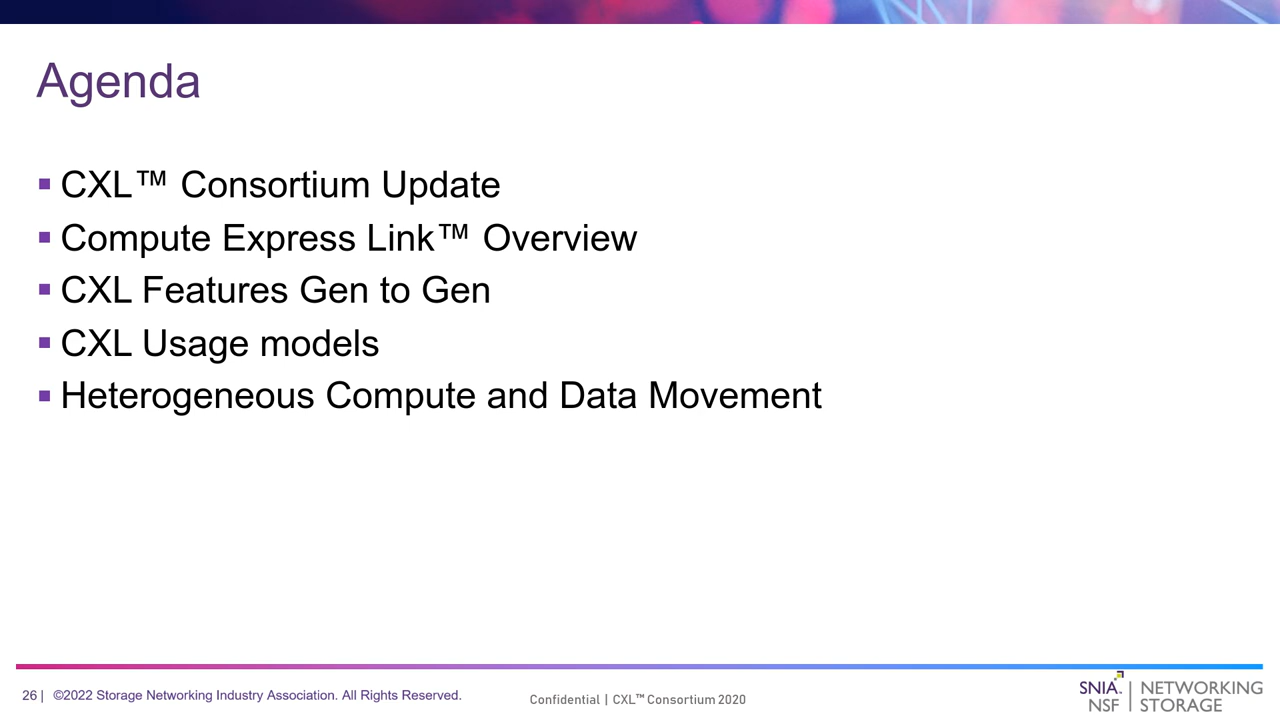 Agenda
▪ CXL™ Consortium Update
▪ Compute Express Link™ Overview
▪ CXL Features Gen to Gen
▪ CXL Usage models
▪ Heterogeneous Compute and Data Movement
26 | ©2022 Storage Networking Industry Association. All Rights Reserved.
Confidential | CXL™ Consortium 2020
SNIA. | NETWORKING
NSF | STORAGE